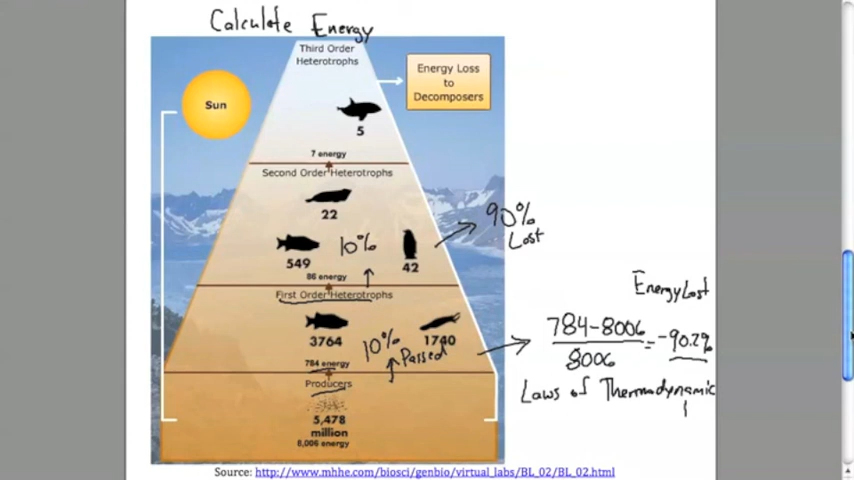 Calculate Energy
Third Order
Heterotrophs
Energy Loss
to
Decomposers
Sun
5
7 energy
Second Order Heterotrophs
22
549
10%
42
90%
Lost
86 energy
First Order Heterotrophs
3764
10%
Passed
1740
784 energy
Energy Lost
784-8006
8006
= -90.2%
Laws of Thermodynamic
Producers
5,478
million
8,006 energy
Source: http://www.mhhe.com/biosci/genbio/virtual_labs/BL_02/BL_02.html